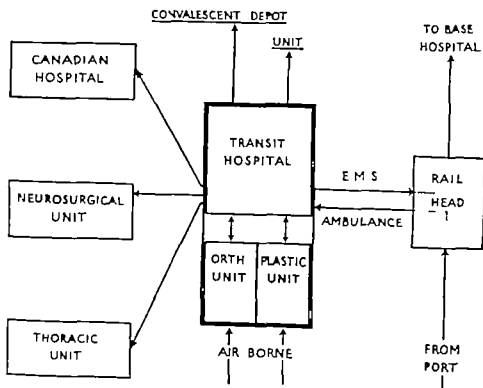 CONVALESCENT DEPOT
UNIT
TO BASE
HOSPITAL
CANADIAN
HOSPITAL
TRANSIT
HOSPITAL
NEUROSURGICAL
UNIT
EMS
AMBULANCE
RAIL
HEAD
ORTH
UNIT
PLASTIC
UNIT
THORACIC
UNIT
AIR BORNE
FROM
PORT